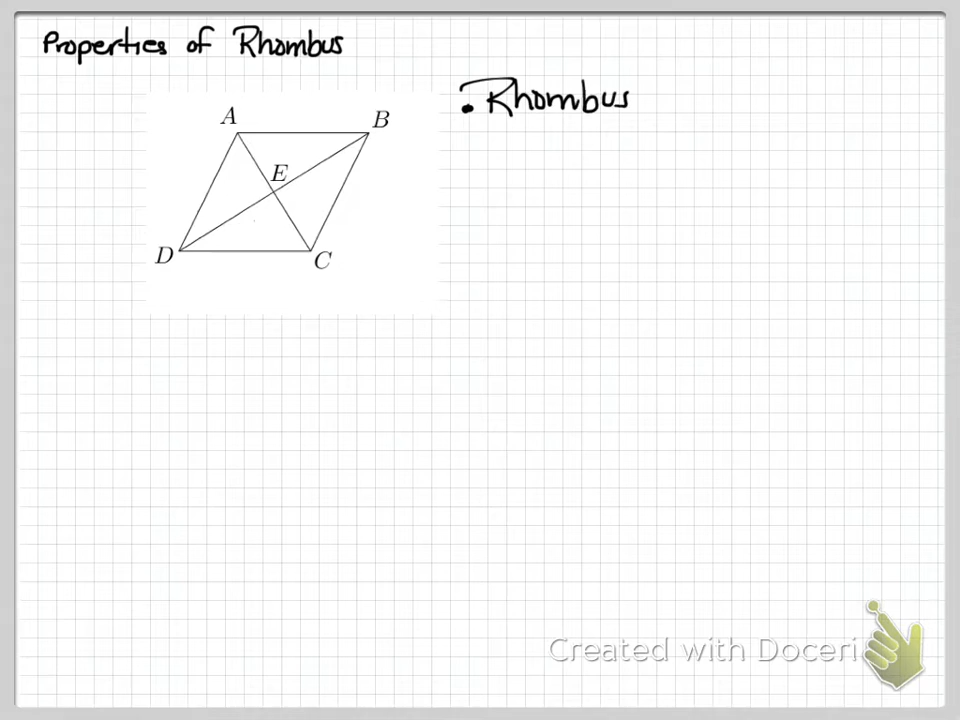 Properties of Rhombus
• Rhombus
A
B
E
D
C
Created with Doceri